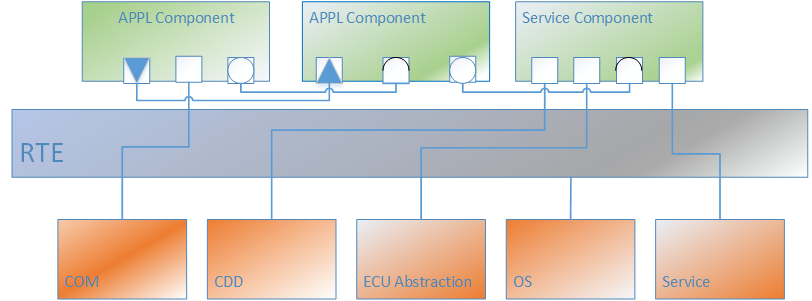 APPL Component
APPL Component
Service Component
RTE
COM
CDD
ECU Abstraction
OS
Service